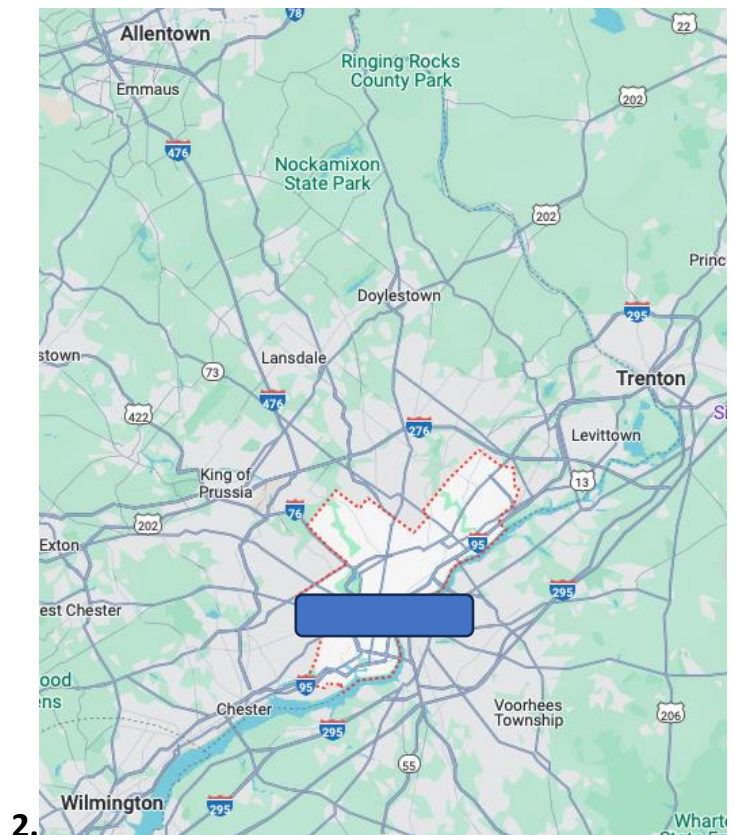 78
Allentown
22
Ringing Rocks
County Park
Emmaus
202
476
Nockamixon
State Park
202
Princ
Doylestown
295
stown
Lansdale
73
Trenton
476
422
Si
276
Levittown
King of
Prussia
13
76
202
95
Exton
295
est Chester
ood
ens
95
Chester
Voorhees
Township
206
295
55
Wilmington
295
Whart
2.